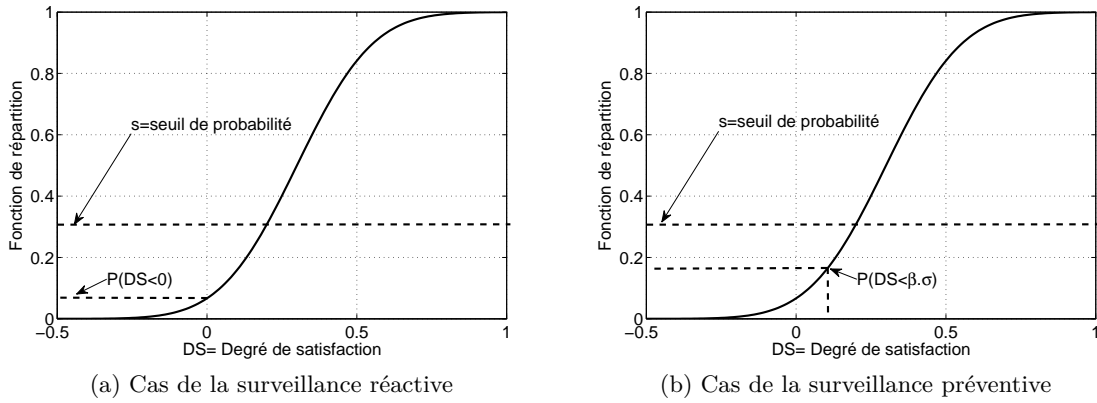 1
0.8
0.6
0.4
0.2
0
−0.5
0
0.5
1
Fonction de répartition
DS= Degré de satisfaction
s=seuil de probabilité
P(DS<0)
(a) Cas de la surveillance réactive
1
0.8
0.6
0.4
0.2
0
−0.5
0
0.5
1
Fonction de répartition
DS= Degré de satisfaction
s=seuil de probabilité
P(DS<β.σ)
(b) Cas de la surveillance préventive